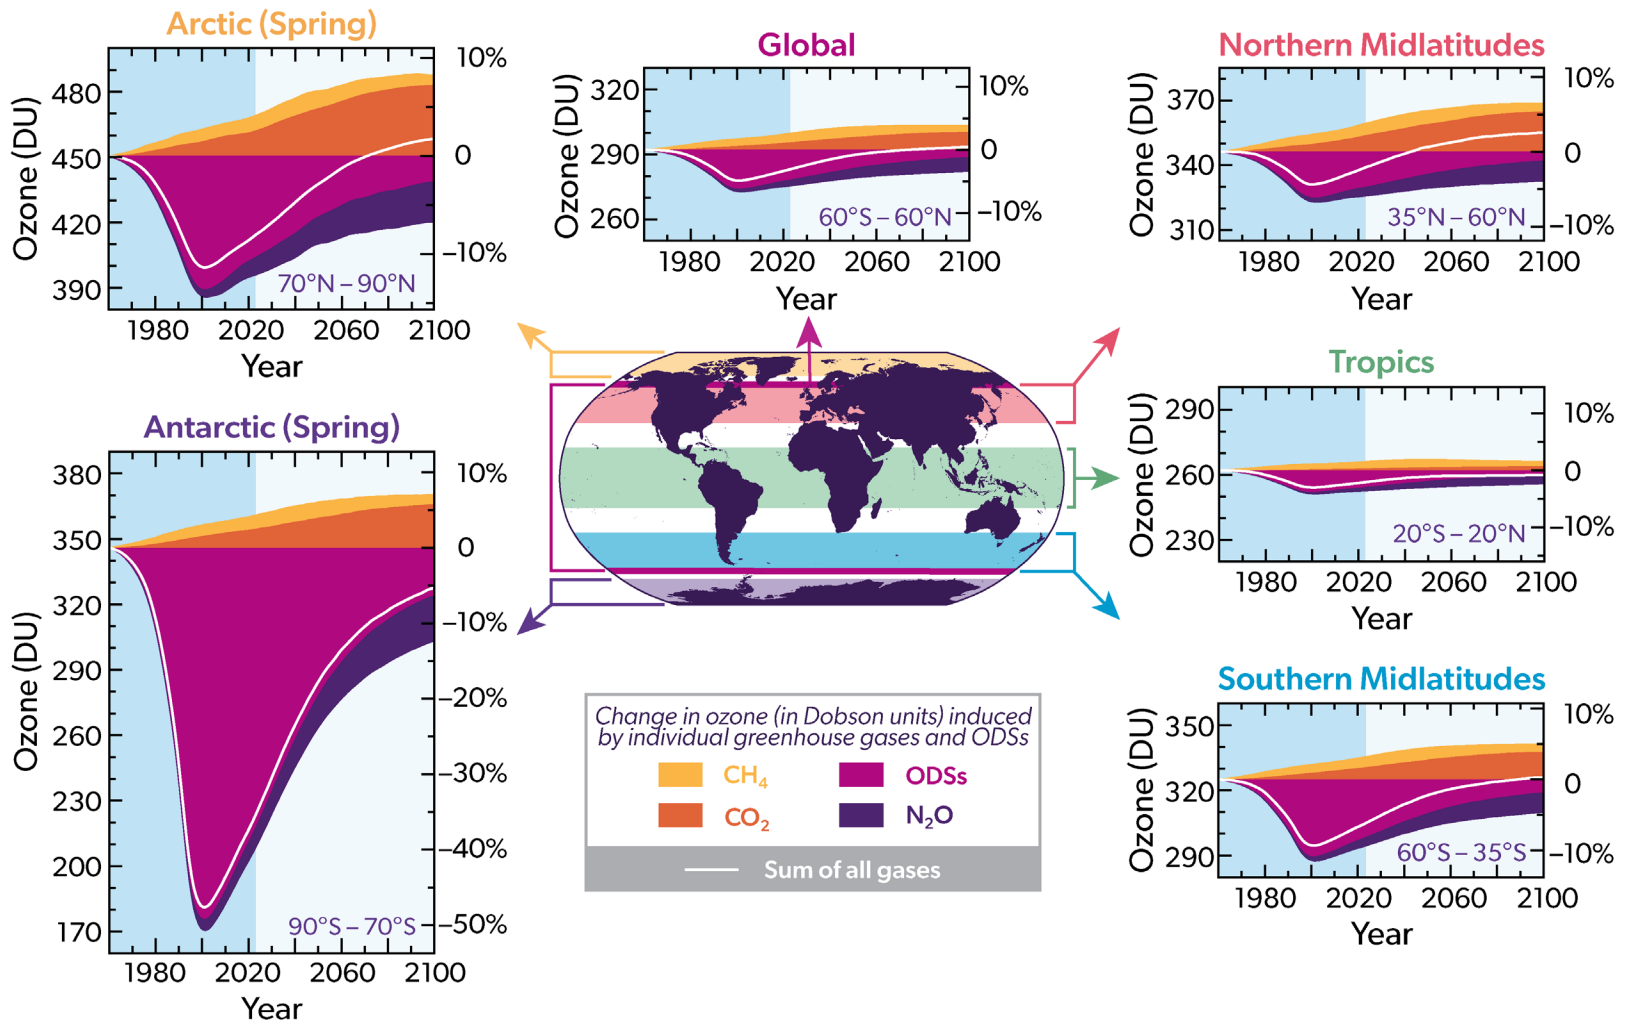 Arctic (Spring)
10%
480
450
0
420
–10%
390
70°N – 90°N
Ozone (DU)
1980 2020 2060 2100
Year
Global
320
10%
290
0
260
–10%
60°S – 60°N
Ozone (DU)
1980 2020 2060 2100
Year
Northern Midlatitudes
370
10%
340
0
310
–10%
35°N – 60°N
Ozone (DU)
1980 2020 2060 2100
Year
Antarctic (Spring)
380
10%
350
0
320
–10%
290
–20%
260
–30%
230
–40%
200
170
–50%
90°S – 70°S
Ozone (DU)
1980 2020 2060 2100
Year
Tropics
290
10%
260
0
230
–10%
20°S – 20°N
Ozone (DU)
1980 2020 2060 2100
Year
Southern Midlatitudes
350
10%
320
0
290
–10%
60°S – 35°S
Ozone (DU)
1980 2020 2060 2100
Year
Change in ozone (in Dobson units) induced
by individual greenhouse gases and ODSs
CH₄ ODSs
CO₂ N₂O
Sum of all gases